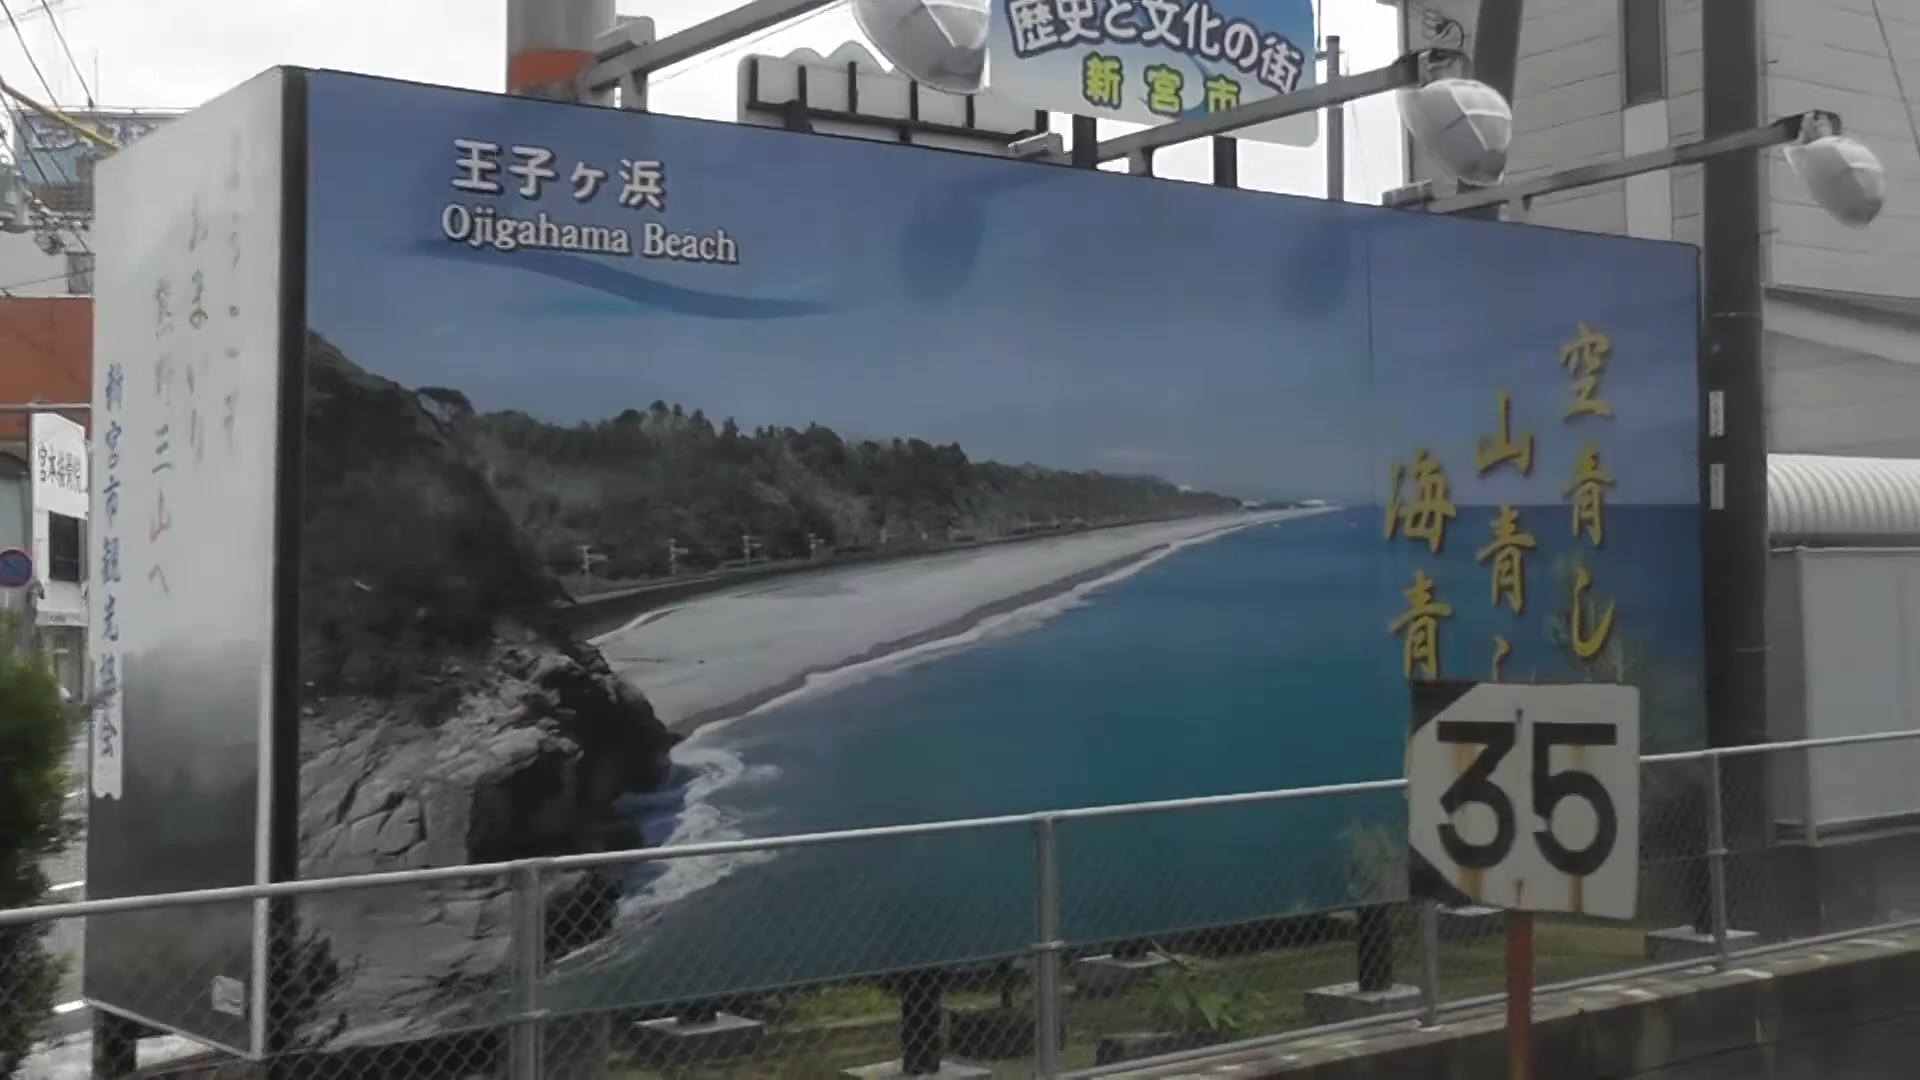 歴史と文化の街
新宮市
王子ヶ浜
Ojigahama Beach
空青し
山青し
海青
ようこそ
おまいり
熊野三山へ
新宮市観光協会
35